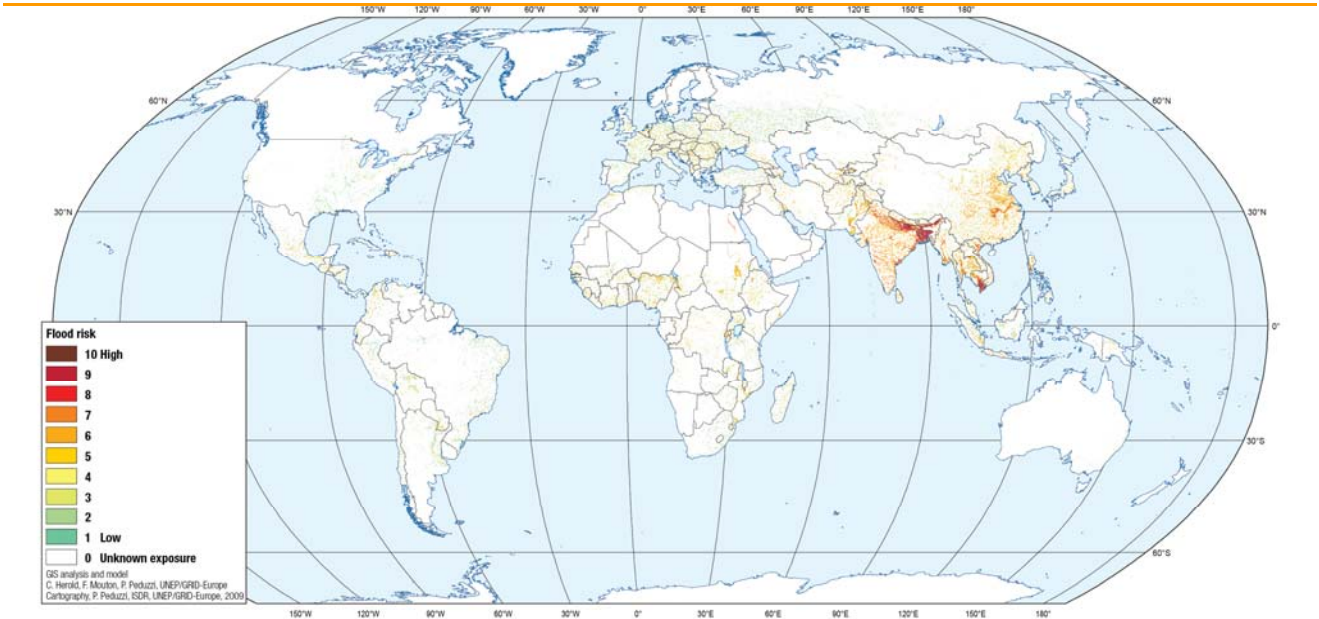 150°W 120°W 90°W 60°W 30°W 0° 30°E 60°E 90°E 120°E 150°E 180°
60°N 60°N
30°N 30°N
0°
30°S
60°S
Flood risk
10 High
9
8
7
6
5
4
3
2
1 Low
0 Unknown exposure
GIS analysis and model
C. Herold, F. Mouton, P. Peduzzi, UNEP/GRID-Europe
Cartography, P. Peduzzi, ISDR, UNEP/GRID-Europe, 2009
150°W 120°W 90°W 60°W 30°W 0° 30°E 60°E 90°E 120°E 150°E 180°